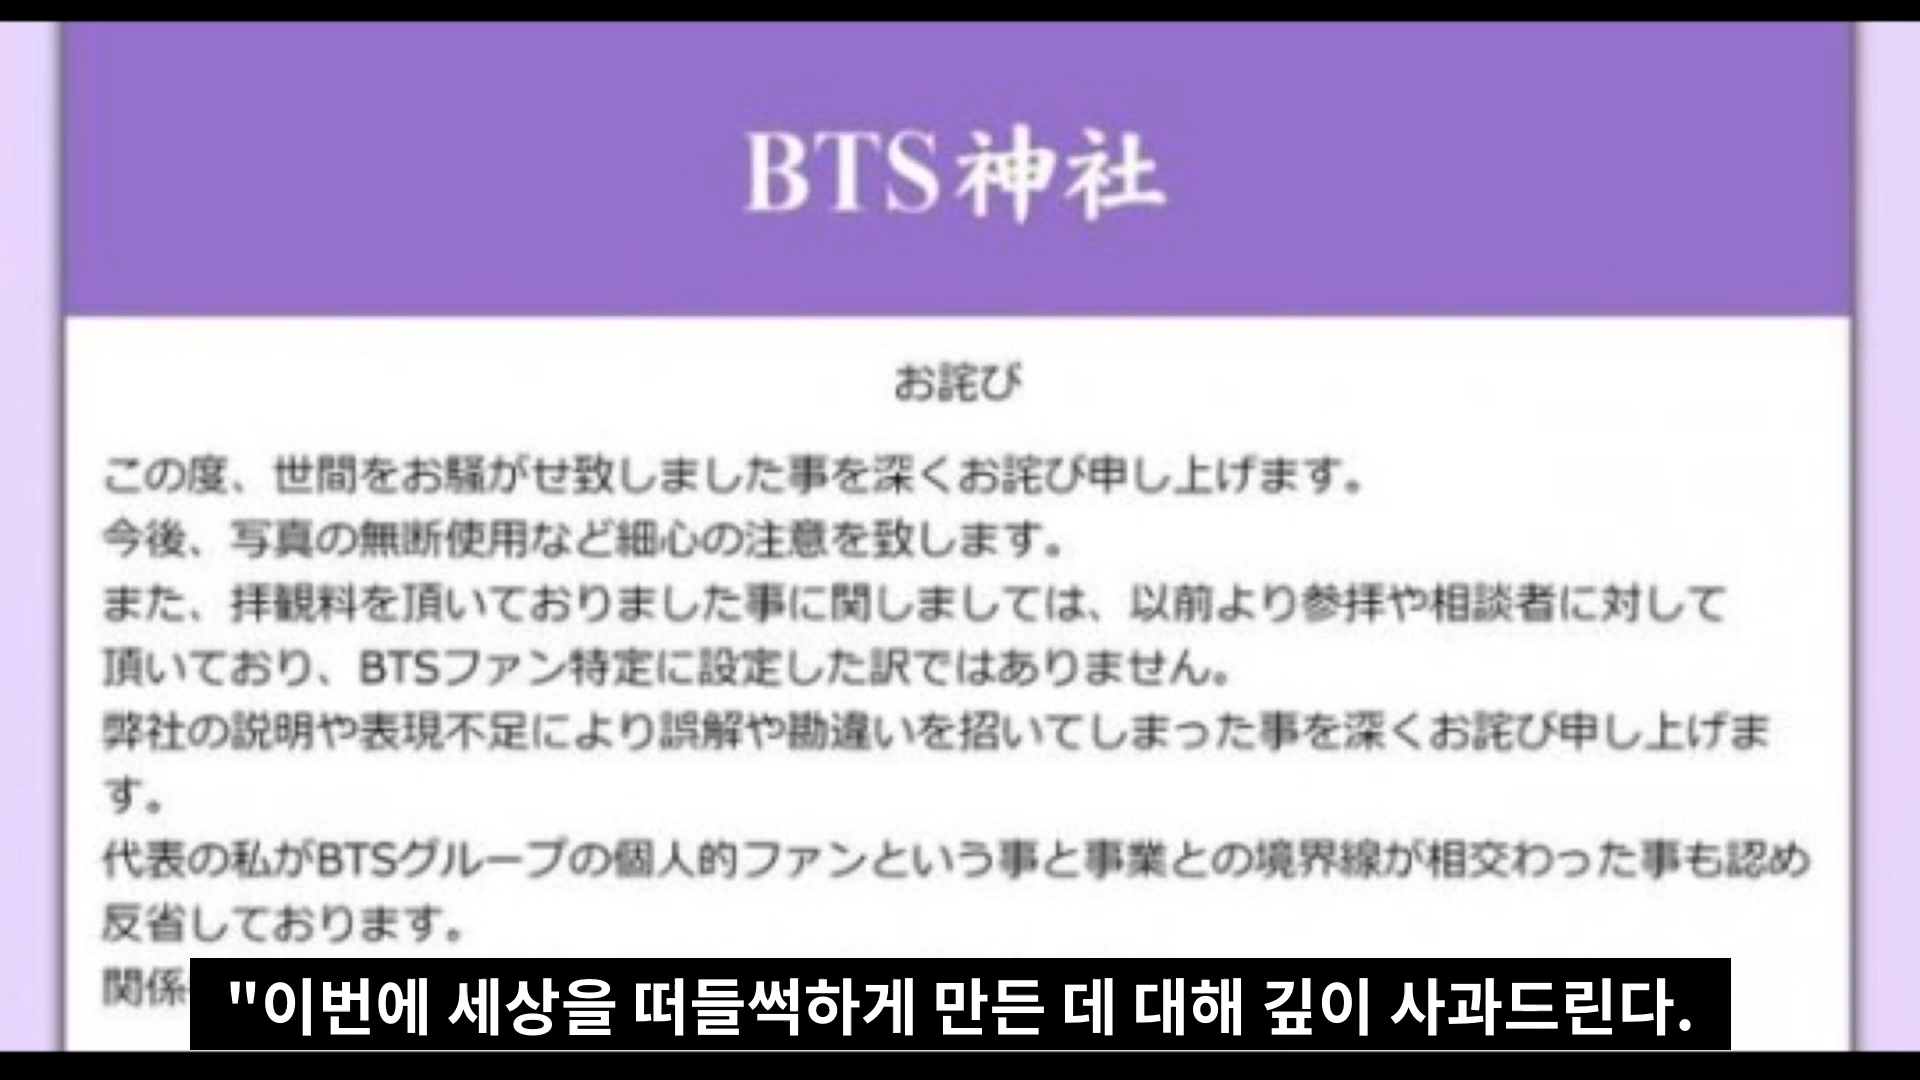 BTS神社
お詫び
この度、世間をお騒がせ致しました事を深くお詫び申し上げます。
今後、写真の無断使用など細心の注意を致します。
また、拝観料を頂いておりました事に関しましては、以前より参拝や相談者に対して
頂いており、BTSファン特定に設定した訳ではありません。
弊社の説明や表現不足により誤解や勘違いを招いてしまった事を深くお詫び申し上げま
す。
代表の私がBTSグループの個人的ファンという事と事業との境界線が相交わった事も認め
反省しております。
関係
"이번에 세상을 떠들썩하게 만든 데 대해 깊이 사과드린다.